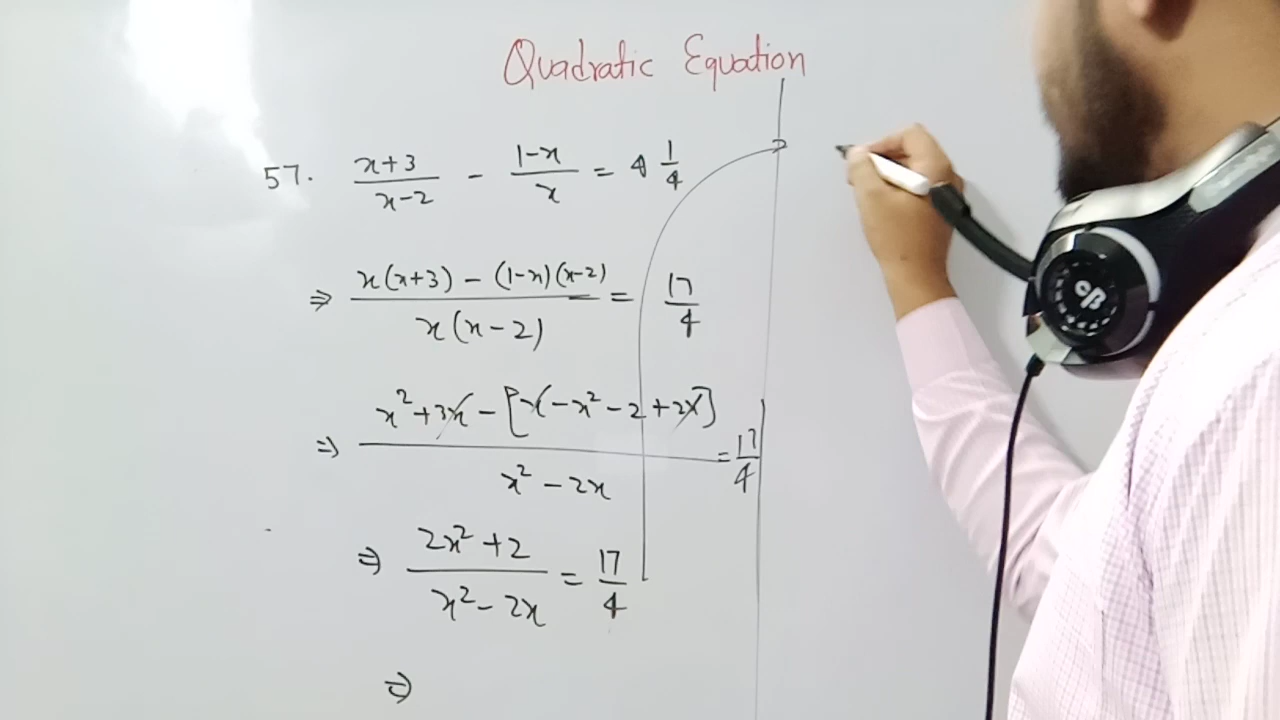 Quadratic Equation
57. x+3/x-2 - 1-x/x = 4 1/4
⇒ x(x+3) - (1-x)(x-2)/x(x-2) = 17/4
⇒ x² + 3x - [x - x² - 2 + 2x]/x² - 2x = 17/4
⇒ 2x² + 2/x² - 2x = 17/4
⇒